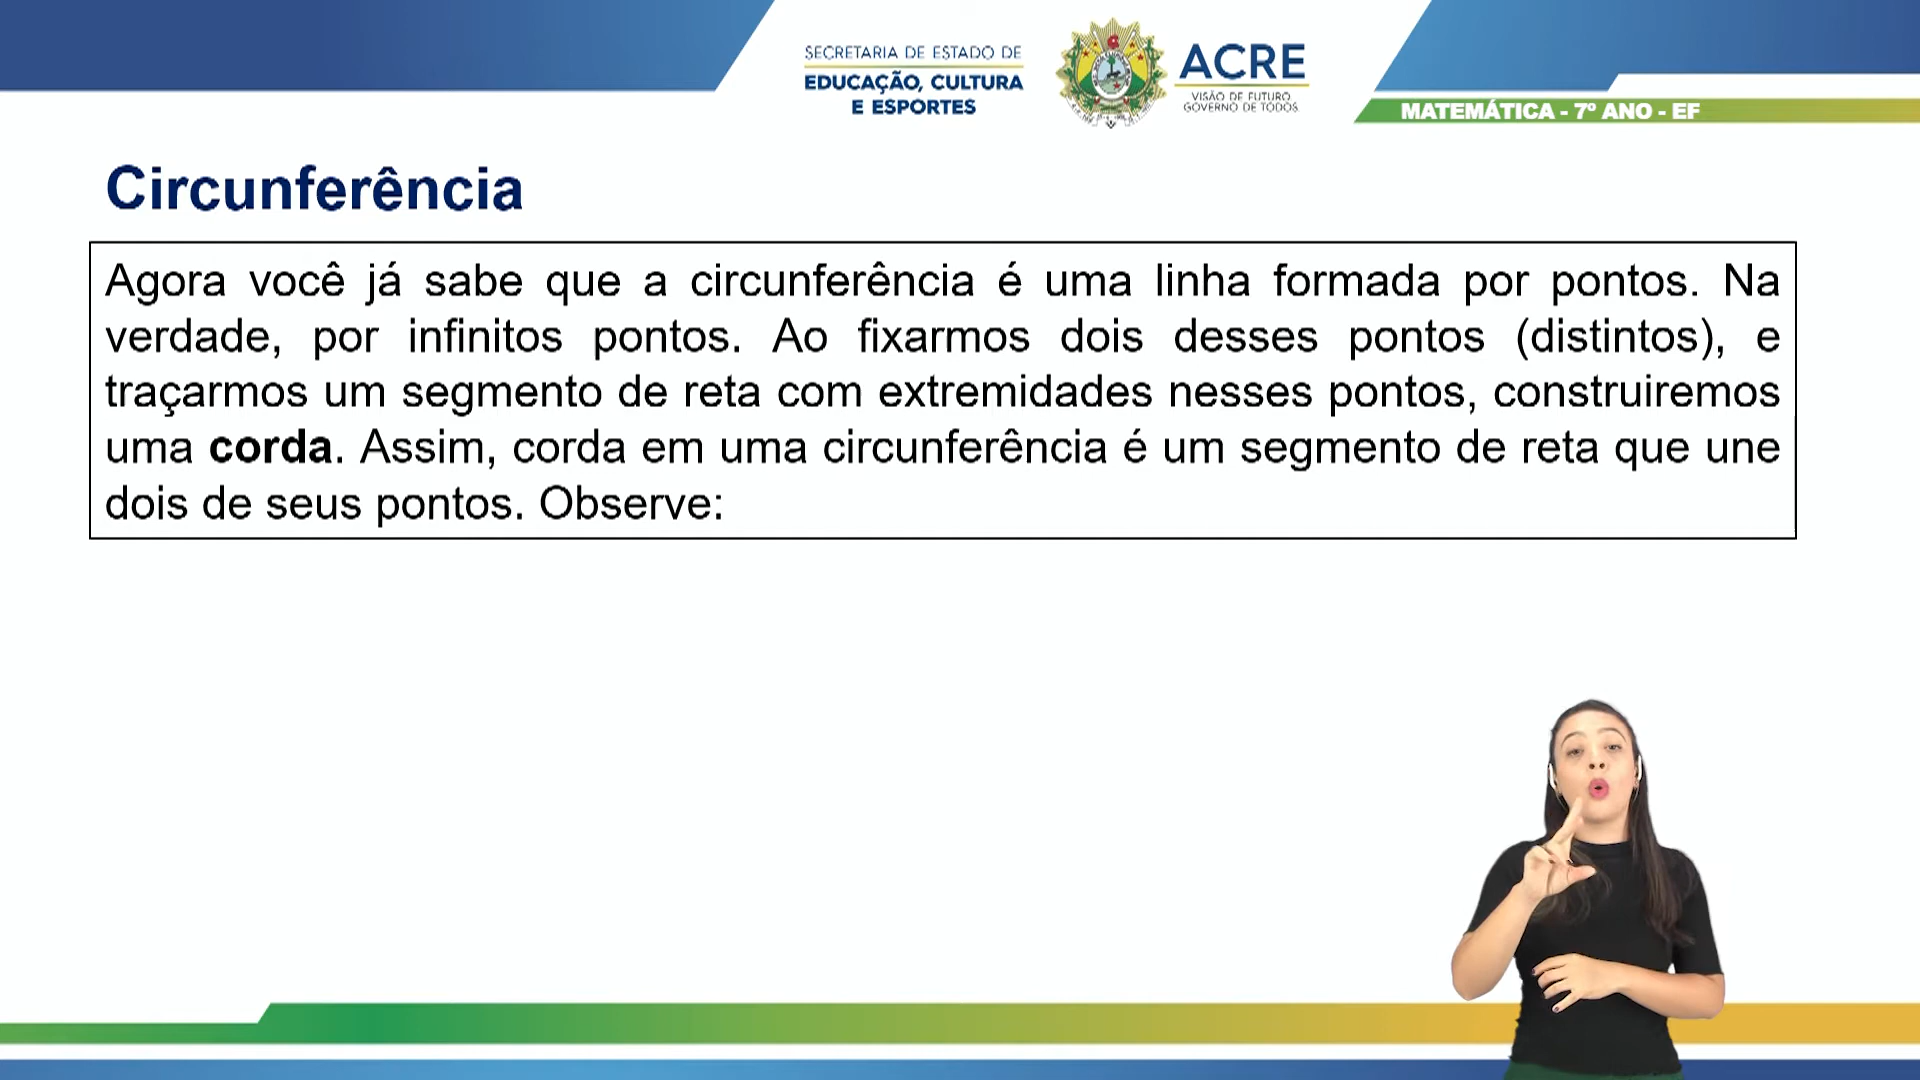 SECRETARIA DE ESTADO DE
EDUCAÇÃO, CULTURA
E ESPORTES
ACRE
VISÃO DE FUTURO
GOVERNO DE TODOS
MATEMÁTICA - 7º ANO - EF
Circunferência
Agora você já sabe que a circunferência é uma linha formada por pontos. Na
verdade, por infinitos pontos. Ao fixarmos dois desses pontos (distintos), e
traçarmos um segmento de reta com extremidades nesses pontos, construiremos
uma corda. Assim, corda em uma circunferência é um segmento de reta que une
dois de seus pontos. Observe: